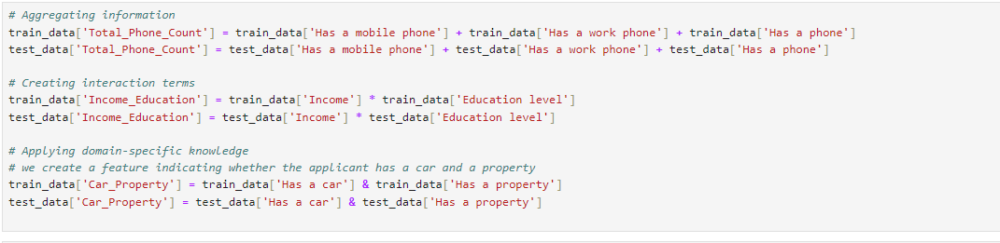 # Aggregating information
train_data['Total_Phone_Count'] = train_data['Has a mobile phone'] + train_data['Has a work phone'] + train_data['Has a phone']
test_data['Total_Phone_Count'] = test_data['Has a mobile phone'] + test_data['Has a work phone'] + test_data['Has a phone']
# Creating interaction terms
train_data['Income_Education'] = train_data['Income'] * train_data['Education level']
test_data['Income_Education'] = test_data['Income'] * test_data['Education level']
# Applying domain-specific knowledge
# we create a feature indicating whether the applicant has a car and a property
train_data['Car_Property'] = train_data['Has a car'] & train_data['Has a property']
test_data['Car_Property'] = test_data['Has a car'] & test_data['Has a property']